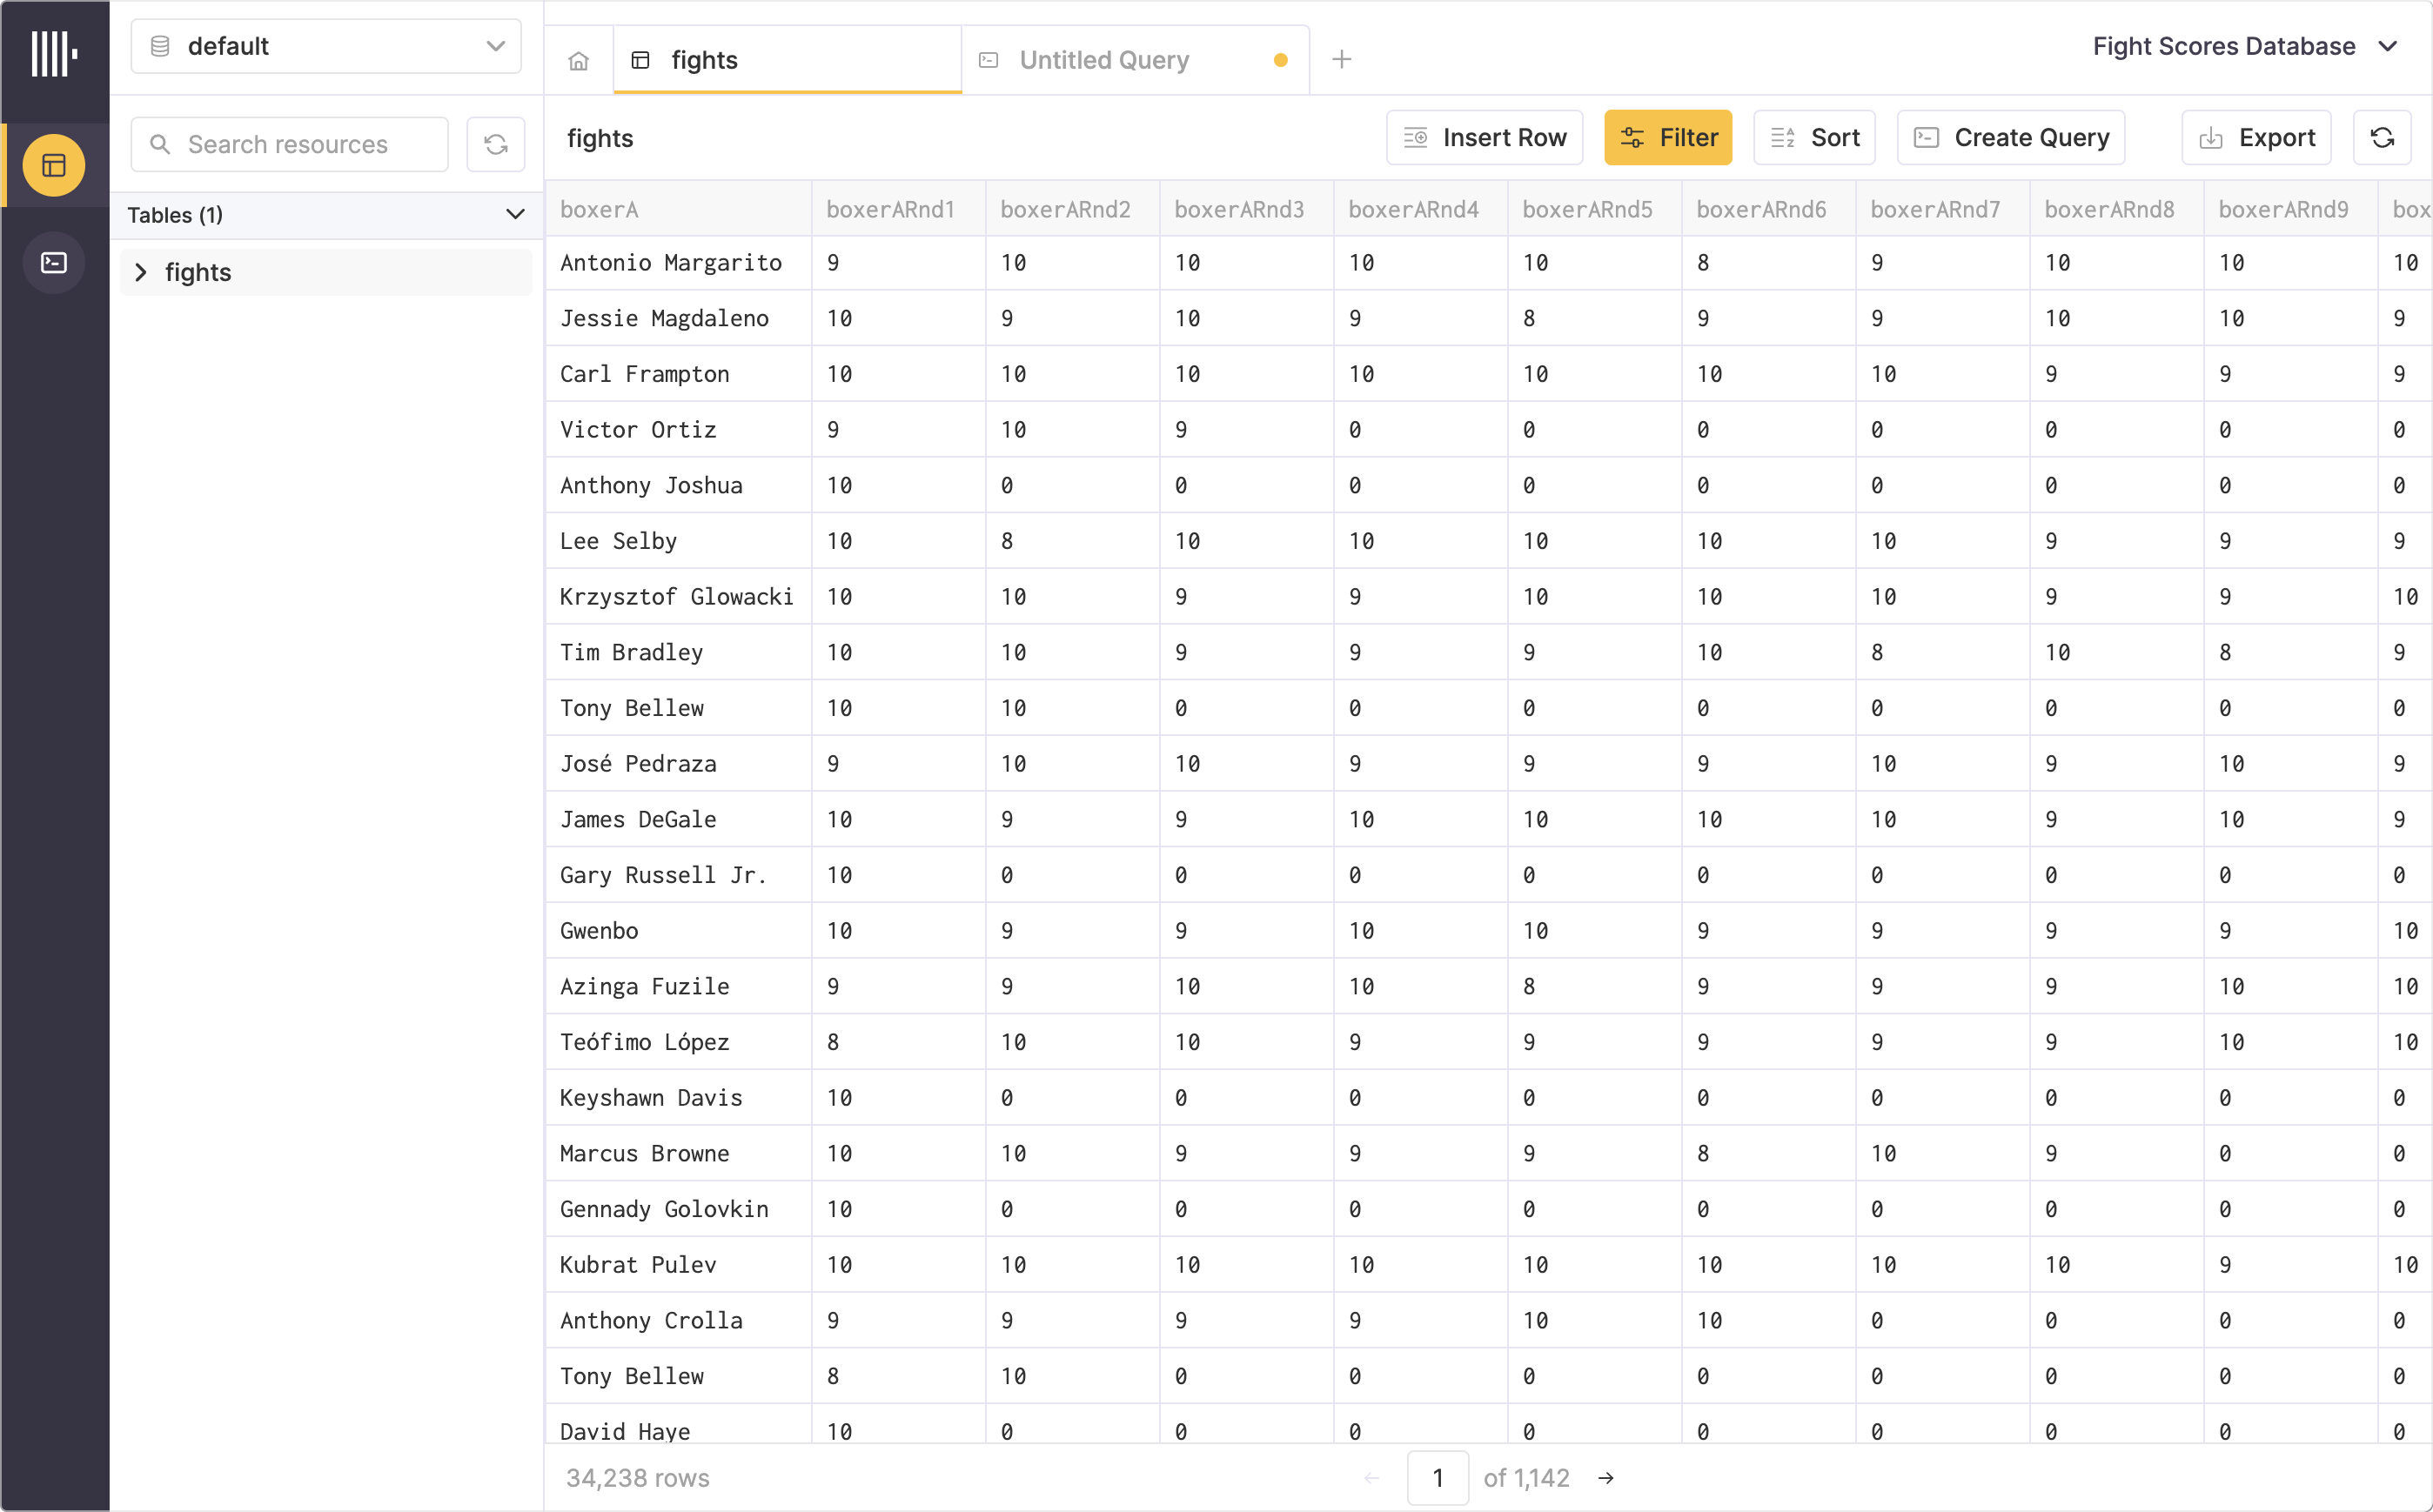 default
fights
Untitled Query
Fight Scores Database
Search resources
fights
Insert Row
Filter
Sort
Create Query
Export
Tables (1)
fights
boxerA boxerARnd1 boxerARnd2 boxerARnd3 boxerARnd4 boxerARnd5 boxerARnd6 boxerARnd7 boxerARnd8 boxerARnd9 box
Antonio Margarito 9 10 10 10 10 8 9 10 10 10
Jessie Magdaleno 10 9 10 9 8 9 9 10 10 9
Carl Frampton 10 10 10 10 10 10 10 9 9 9
Victor Ortiz 9 10 9 0 0 0 0 0 0 0
Anthony Joshua 10 0 0 0 0 0 0 0 0 0
Lee Selby 10 8 10 10 10 10 10 9 9 9
Krzysztof Glowacki 10 10 9 9 10 10 10 9 9 10
Tim Bradley 10 10 9 9 9 10 8 10 8 9
Tony Bellew 10 10 0 0 0 0 0 0 0 0
José Pedraza 9 10 10 9 9 9 10 9 10 9
James DeGale 10 9 9 10 10 10 10 9 10 9
Gary Russell Jr. 10 0 0 0 0 0 0 0 0 0
Gwenbo 10 9 9 10 10 9 9 9 9 10
Azinga Fuzile 9 9 10 10 8 9 9 9 10 10
Teófimo López 8 10 10 9 9 9 9 9 10 10
Keyshawn Davis 10 0 0 0 0 0 0 0 0 0
Marcus Browne 10 10 9 9 9 8 10 9 0 0
Gennady Golovkin 10 0 0 0 0 0 0 0 0 0
Kubrat Pulev 10 10 10 10 10 10 10 10 9 10
Anthony Crolla 9 9 9 9 10 10 0 0 0 0
Tony Bellew 8 10 0 0 0 0 0 0 0 0
David Haye 10 0 0 0 0 0 0 0 0 0
34,238 rows
1 of 1,142